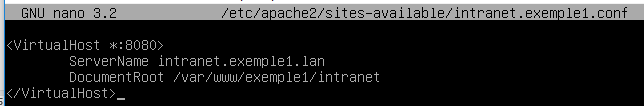 GNU nano 3.2 /etc/apache2/sites-available/intranet.exemple1.conf
<VirtualHost *:8080>
ServerName intranet.exemple1.lan
DocumentRoot /var/www/exemple1/intranet
</VirtualHost>_